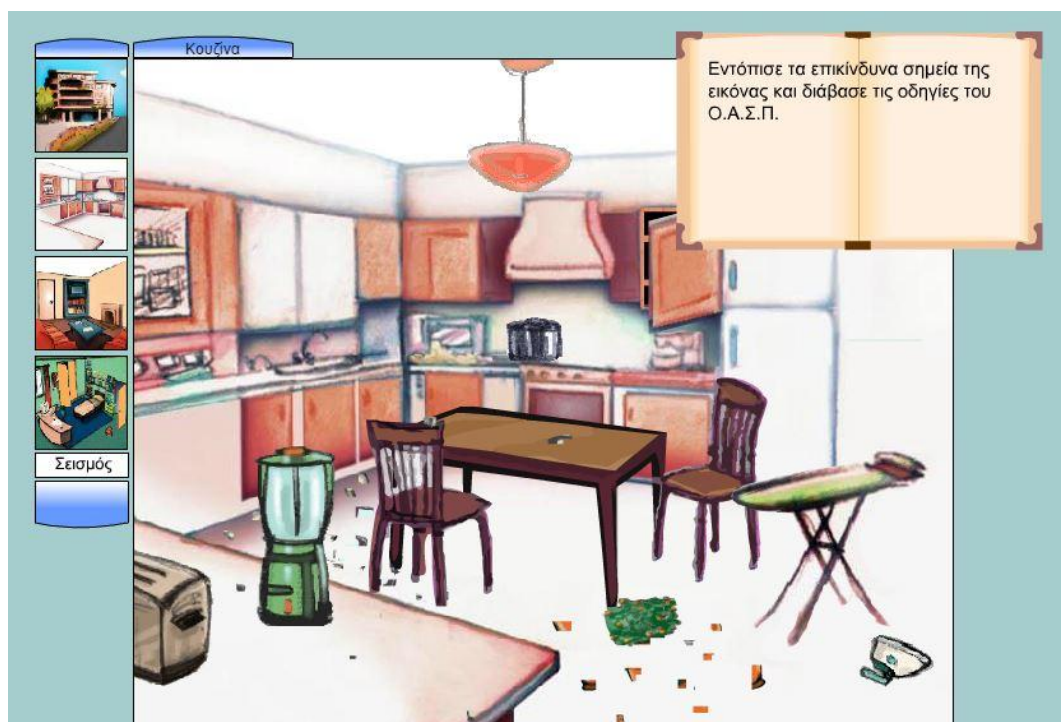 Κουζίνα
Εντόπισε τα επικίνδυνα σημεία της
εικόνας και διάβασε τις οδηγίες του
Ο.Α.Σ.Π.
Σεισμός